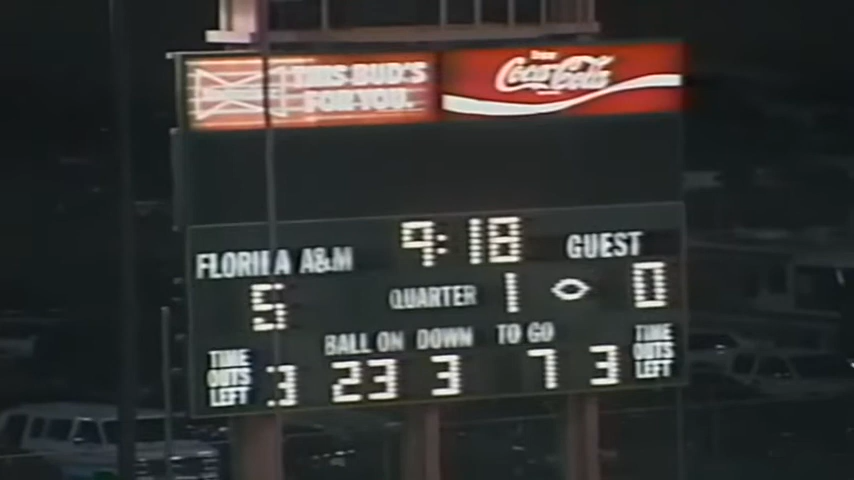 THIS BUD'S
FOR YOU.
Coca-Cola
9:18
FLORIDA A&M
GUEST
5
QUARTER 1
0
BALL ON DOWN TO GO
TIME
OUTS
LEFT
3
23 3 7
3
TIME
OUTS
LEFT